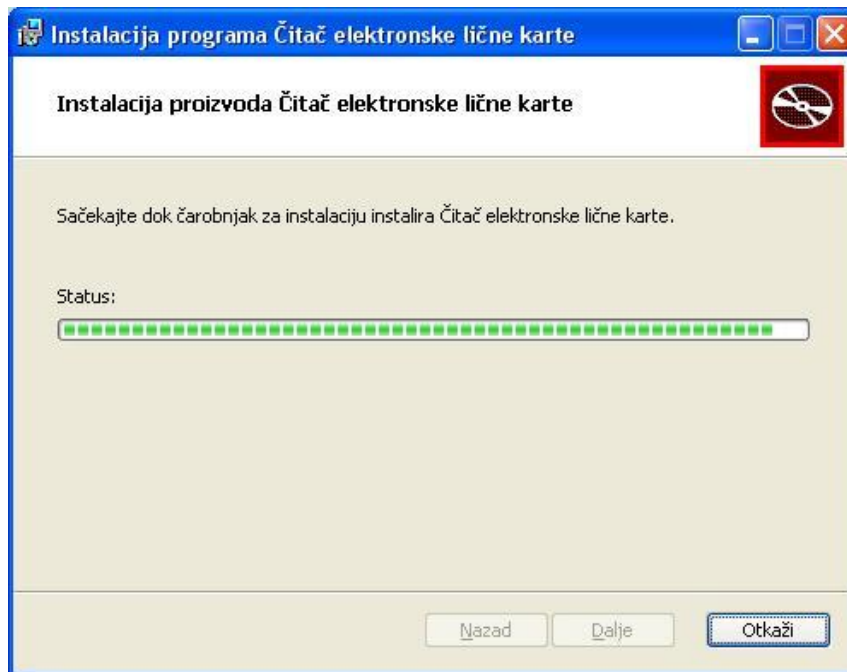 Instalacija programa Čitač elektronske lične karte
Instalacija proizvoda Čitač elektronske lične karte
Sačekajte dok čarobnjak za instalaciju instalira Čitač elektronske lične karte.
Status:
Nazad
Dalje
Otkaži